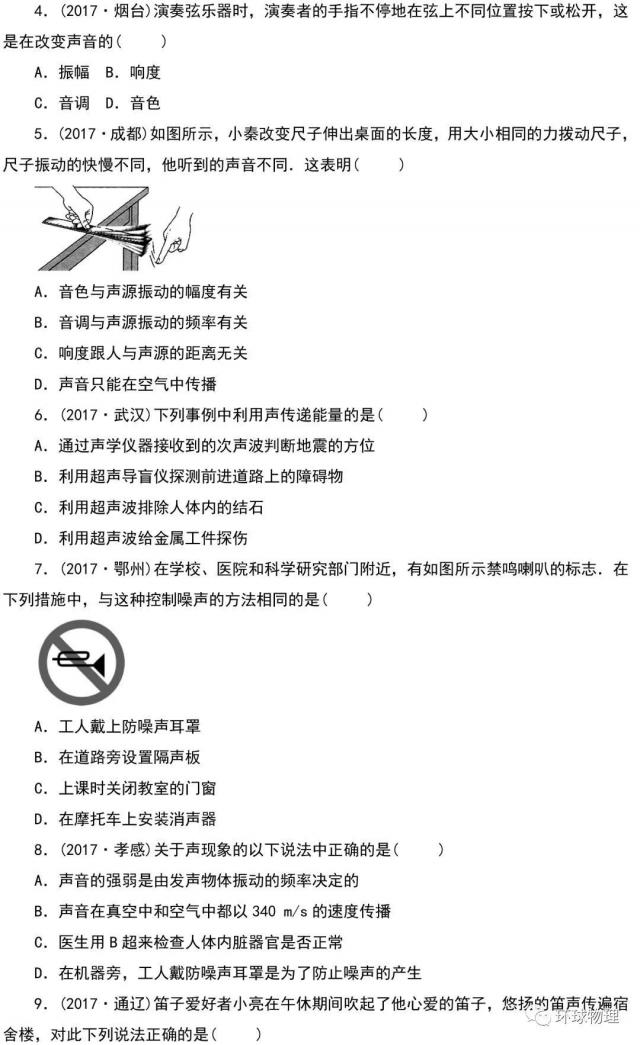 4．(2017·烟台)演奏弦乐器时，演奏者的手指不停地在弦上不同位置按下或松开，这
是在改变声音的(　　)
A．振幅　B．响度
C．音调　D．音色
5．(2017·成都)如图所示，小秦改变尺子伸出桌面的长度，用大小相同的力拨动尺子，
尺子振动的快慢不同，他听到的声音不同．这表明(　　)
A．音色与声源振动的幅度有关
B．音调与声源振动的频率有关
C．响度跟人与声源的距离无关
D．声音只能在空气中传播
6．(2017·武汉)下列事例中利用声传递能量的是(　　)
A．通过声学仪器接收到的次声波判断地震的方位
B．利用超声导盲仪探测前进道路上的障碍物
C．利用超声波排除人体内的结石
D．利用超声波给金属工件探伤
7．(2017·鄂州)在学校、医院和科学研究部门附近，有如图所示禁鸣喇叭的标志．在
下列措施中，与这种控制噪声的方法相同的是(　　)
A．工人戴上防噪声耳罩
B．在道路旁设置隔声板
C．上课时关闭教室的门窗
D．在摩托车上安装消声器
8．(2017·孝感)关于声现象的以下说法中正确的是(　　)
A．声音的强弱是由发声物体振动的频率决定的
B．声音在真空中和空气中都以340 m/s的速度传播
C．医生用B超来检查人体内脏器官是否正常
D．在机器旁，工人戴防噪声耳罩是为了防止噪声的产生
9．(2017·通辽)笛子爱好者小亮在午休期间吹起了他心爱的笛子，悠扬的笛声传遍宿
舍楼，对此下列说法正确的是(　　)
环球物理